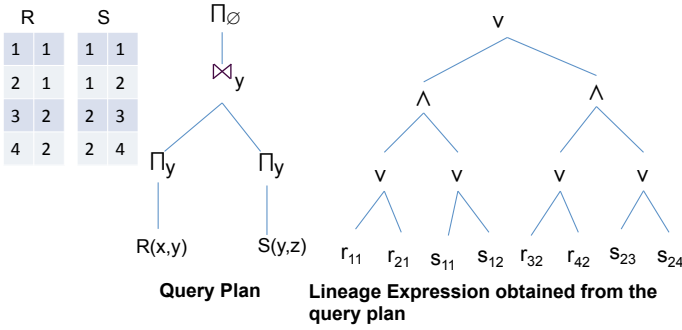 R S
1 1 1 1
2 1 1 2
3 2 2 3
4 2 2 4
Π∅
⋈y
Πy Πy
R(x,y) S(y,z)
Query Plan
∨
∧ ∧
∨ ∨ ∨ ∨
r11 r21 s11 s12 r32 r42 s23 s24
Lineage Expression obtained from the
query plan